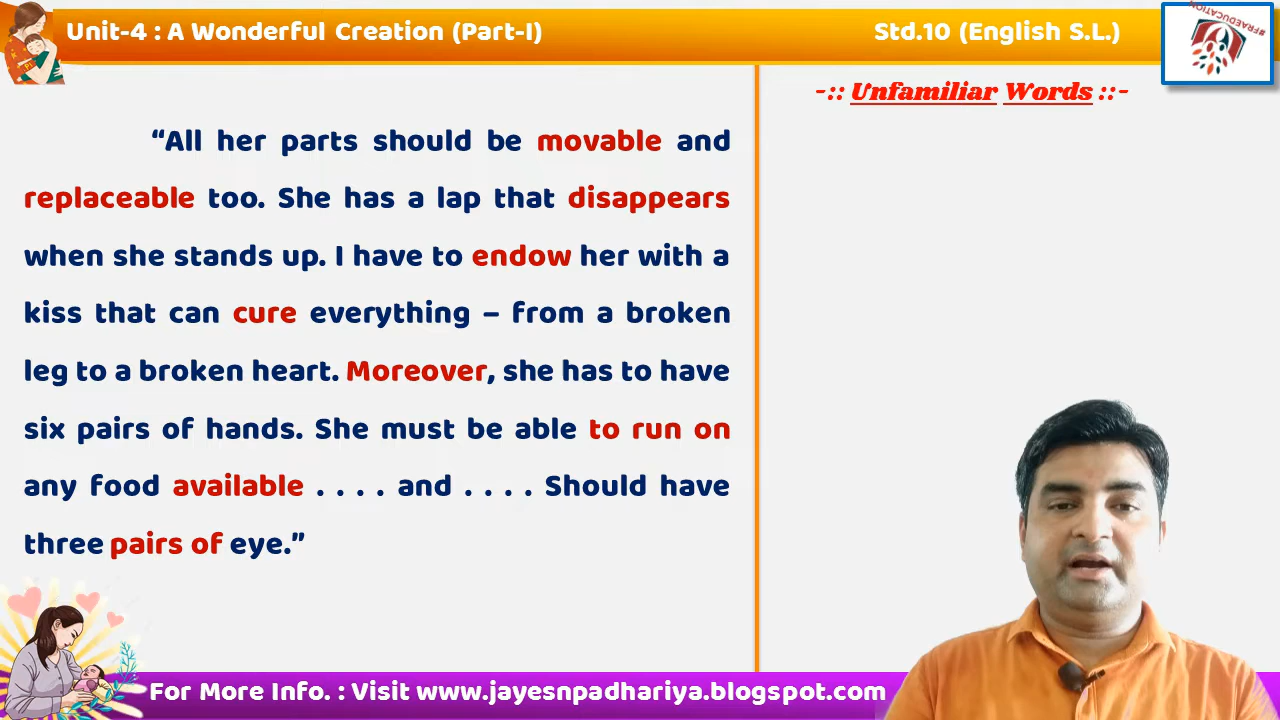 Unit-4 : A Wonderful Creation (Part-I)
Std.10 (English S.L.)
#FRAEDUCATION
-:: Unfamiliar Words ::-
“All her parts should be movable and
replaceable too. She has a lap that disappears
when she stands up. I have to endow her with a
kiss that can cure everything – from a broken
leg to a broken heart. Moreover, she has to have
six pairs of hands. She must be able to run on
any food available . . . . and . . . . Should have
three pairs of eye.”
For More Info. : Visit www.jayesnpadhariya.blogspot.com